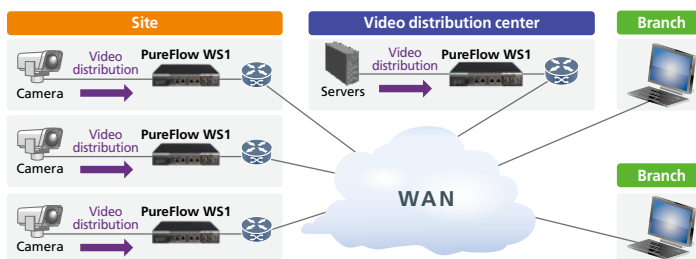 Site
Video
distribution
PureFlow WS1
Camera
Video
distribution
PureFlow WS1
Camera
Video
distribution
PureFlow WS1
Camera
Video distribution center
Video
distribution
PureFlow WS1
Servers
WAN
Branch
Branch